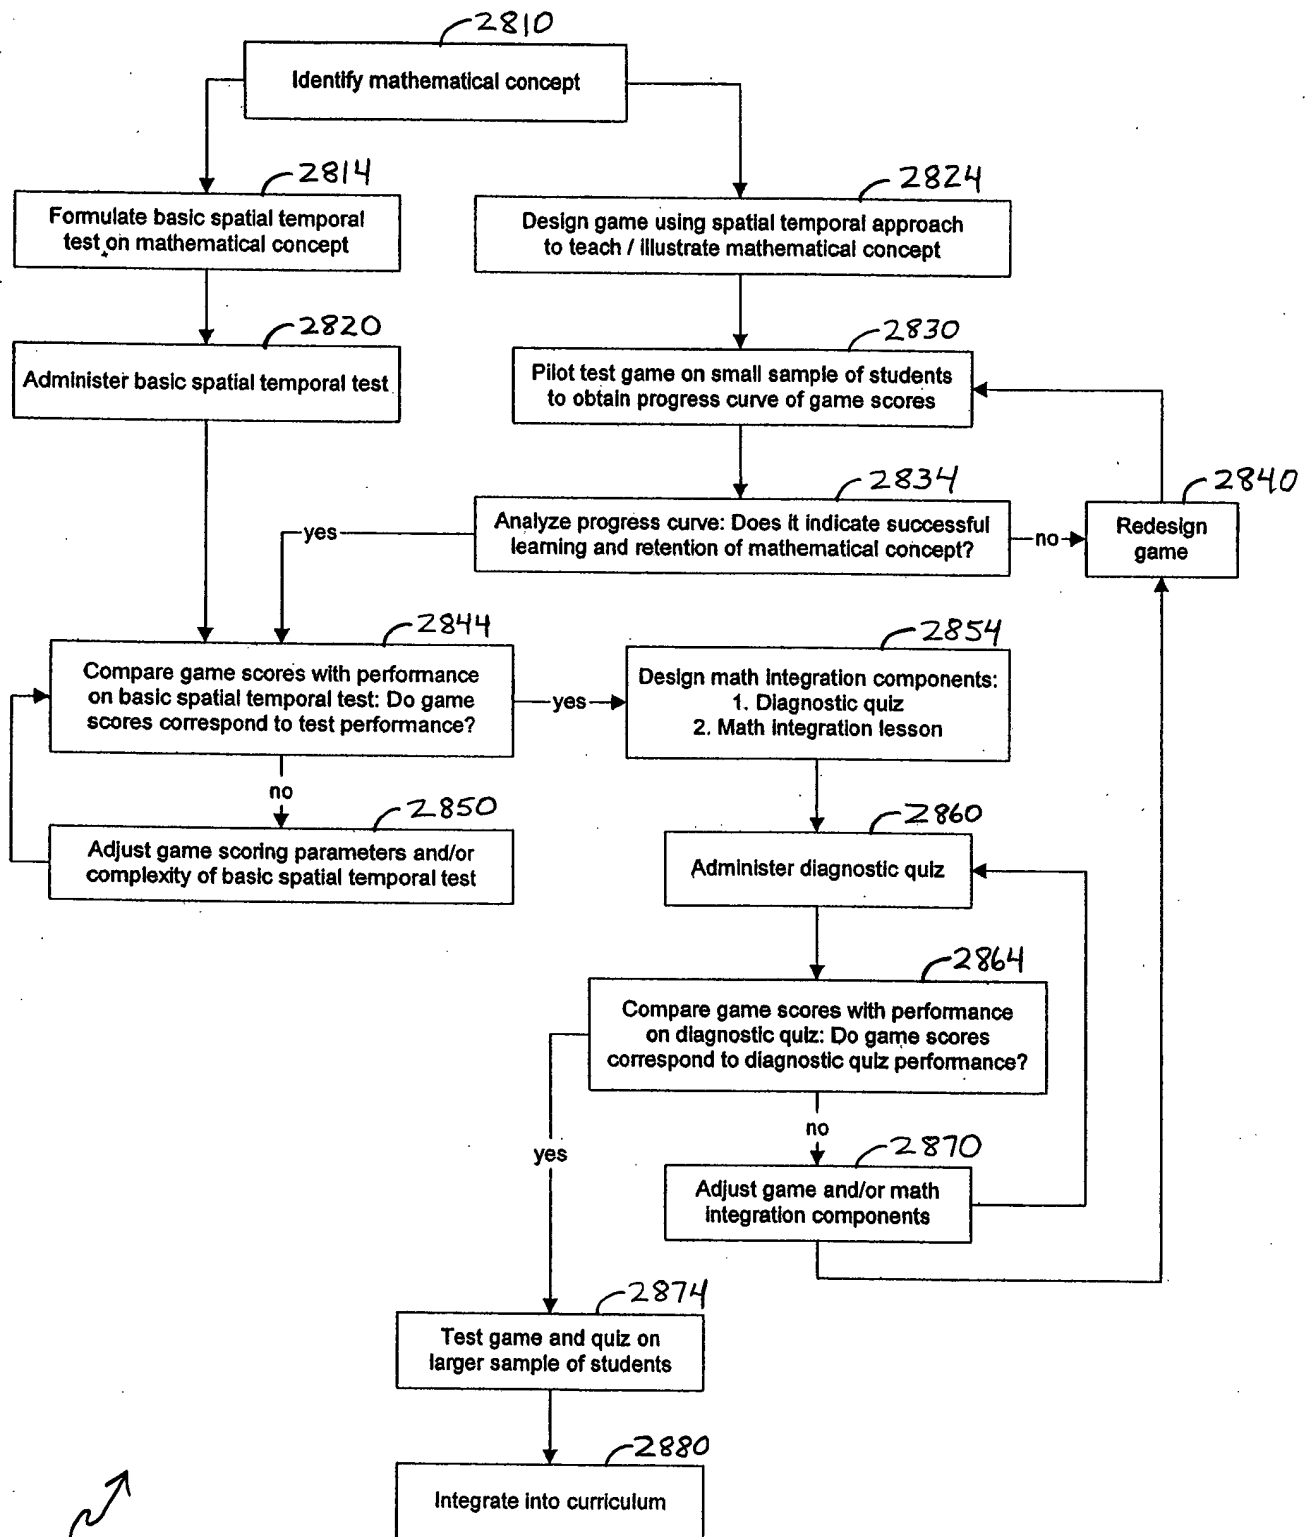 2810
Identify mathematical concept
2814
Formulate basic spatial temporal
test on mathematical concept
2824
Design game using spatial temporal approach
to teach / illustrate mathematical concept
2820
Administer basic spatial temporal test
2830
Pilot test game on small sample of students
to obtain progress curve of game scores
2834
Analyze progress curve: Does it indicate successful
learning and retention of mathematical concept?
yes
no
2840
Redesign
game
2844
Compare game scores with performance
on basic spatial temporal test: Do game
scores correspond to test performance?
yes
2854
Design math integration components:
1. Diagnostic quiz
2. Math integration lesson
no
2850
Adjust game scoring parameters and/or
complexity of basic spatial temporal test
2860
Administer diagnostic quiz
2864
Compare game scores with performance
on diagnostic quiz: Do game scores
correspond to diagnostic quiz performance?
no
yes
2870
Adjust game and/or math
integration components
2874
Test game and quiz on
larger sample of students
2880
Integrate into curriculum